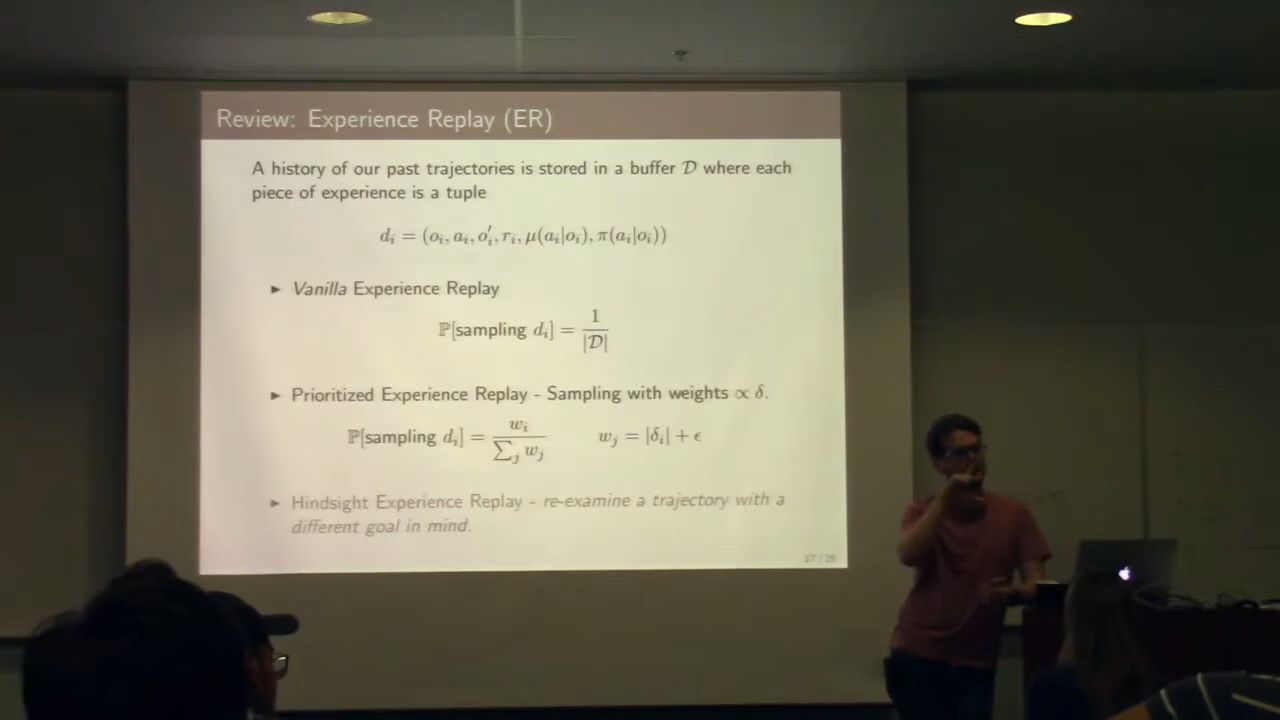 Review: Experience Replay (ER)
A history of our past trajectories is stored in a buffer 𝒟 where each
piece of experience is a tuple
dᵢ = (oᵢ, aᵢ, o′ᵢ, rᵢ, μ(aᵢ|oᵢ), π(aᵢ|oᵢ))
► Vanilla Experience Replay
ℙ[sampling dᵢ] = 1/|𝒟|
► Prioritized Experience Replay - Sampling with weights ∝ δ.
ℙ[sampling dᵢ] = wᵢ/∑ⱼ wⱼ    wⱼ = |δᵢ| + ϵ
► Hindsight Experience Replay - re-examine a trajectory with a
different goal in mind.